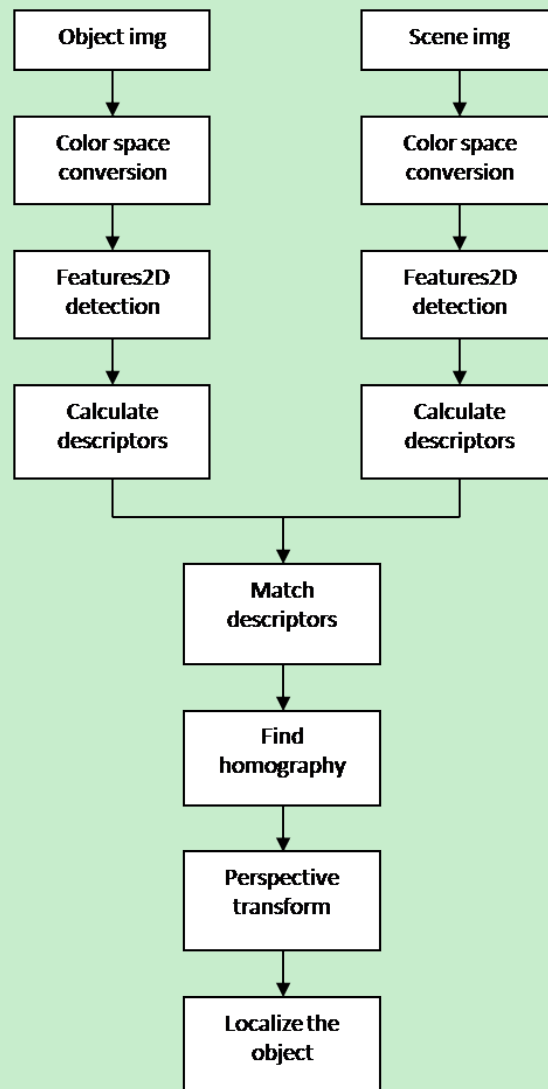 Object img
Scene img
Color space
conversion
Color space
conversion
Features2D
detection
Features2D
detection
Calculate
descriptors
Calculate
descriptors
Match
descriptors
Find
homography
Perspective
transform
Localize the
object